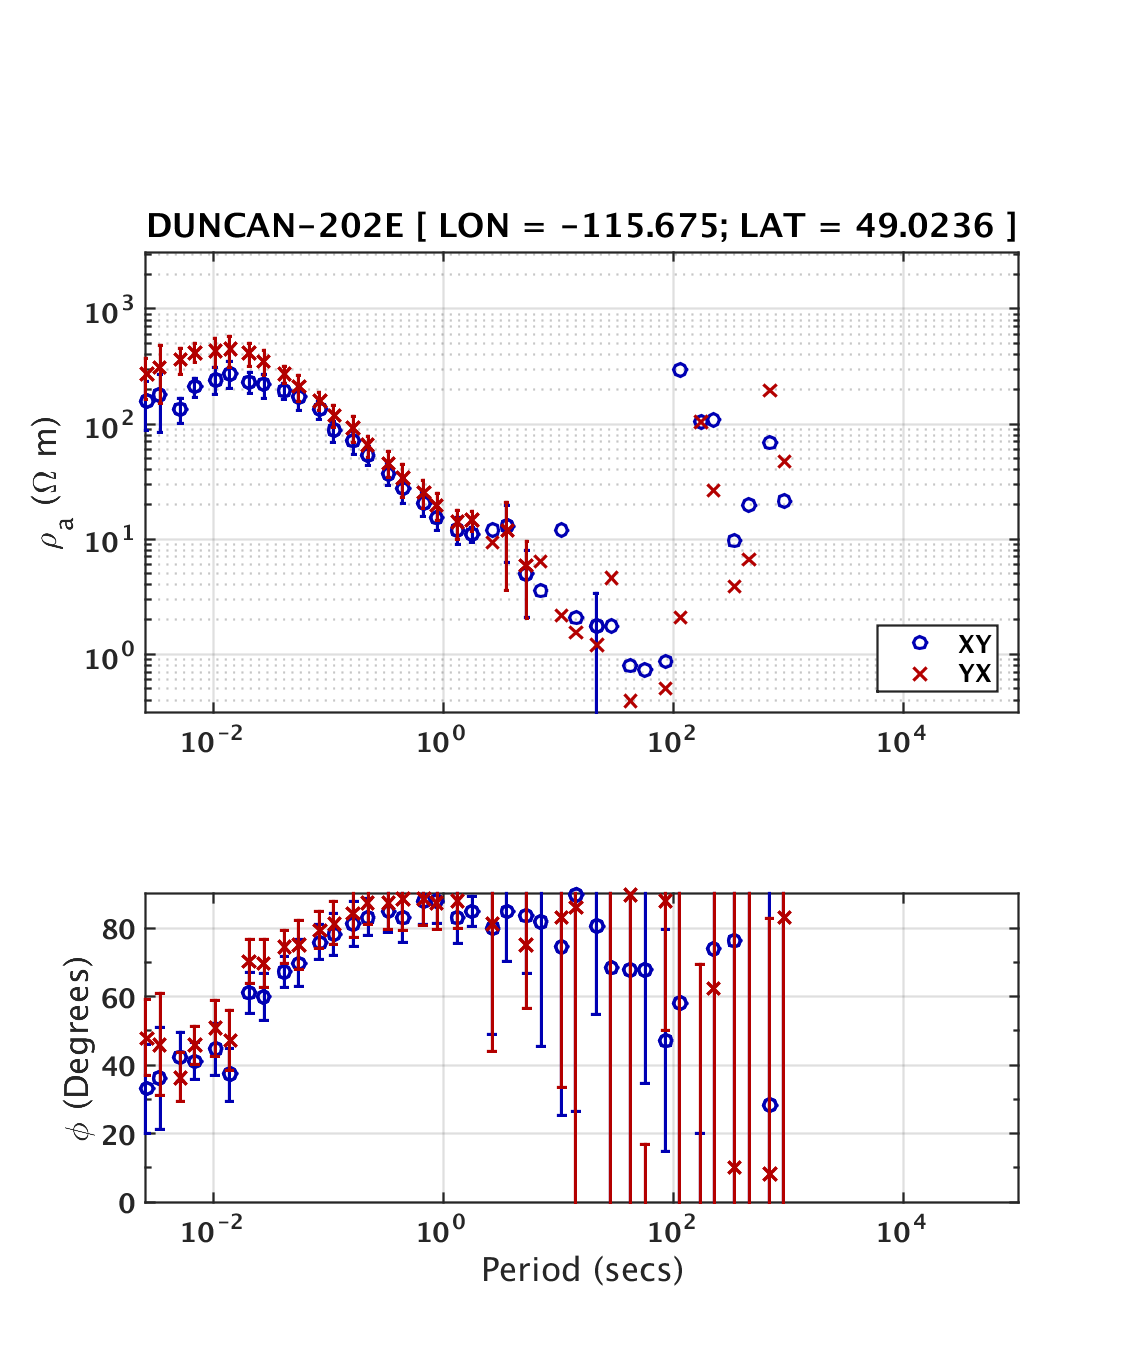 DUNCAN-202E [ LON = -115.675; LAT = 49.0236 ]
10³
10²
10¹
10⁰
ρₐ (Ω m)
XY
YX
10⁻² 10⁰ 10² 10⁴
80
60
40
20
0
ϕ (Degrees)
10⁻² 10⁰ 10² 10⁴
Period (secs)